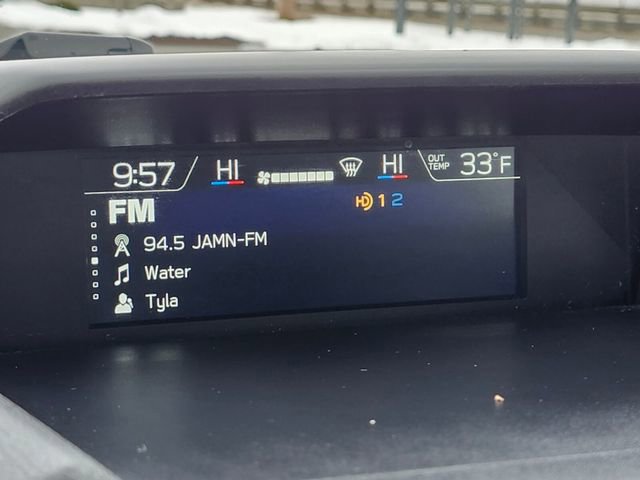 9:57 HI HI OUT TEMP 33°F
FM HD 1 2
94.5 JAMN-FM
Water
Tyla